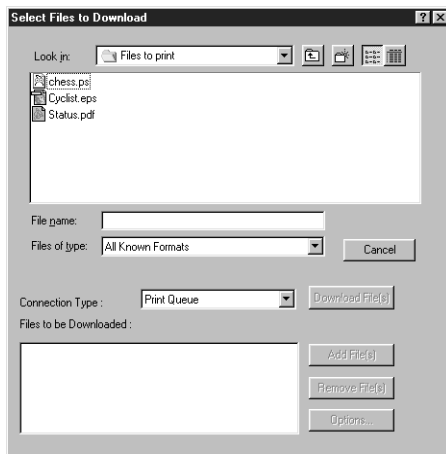 Select Files to Download
Look in: Files to print
chess.ps
Cyclist.eps
Status.pdf
File name:
Files of type: All Known Formats Cancel
Connection Type : Print Queue Download File(s)
Files to be Downloaded :
Add File(s)
Remove File(s)
Options...